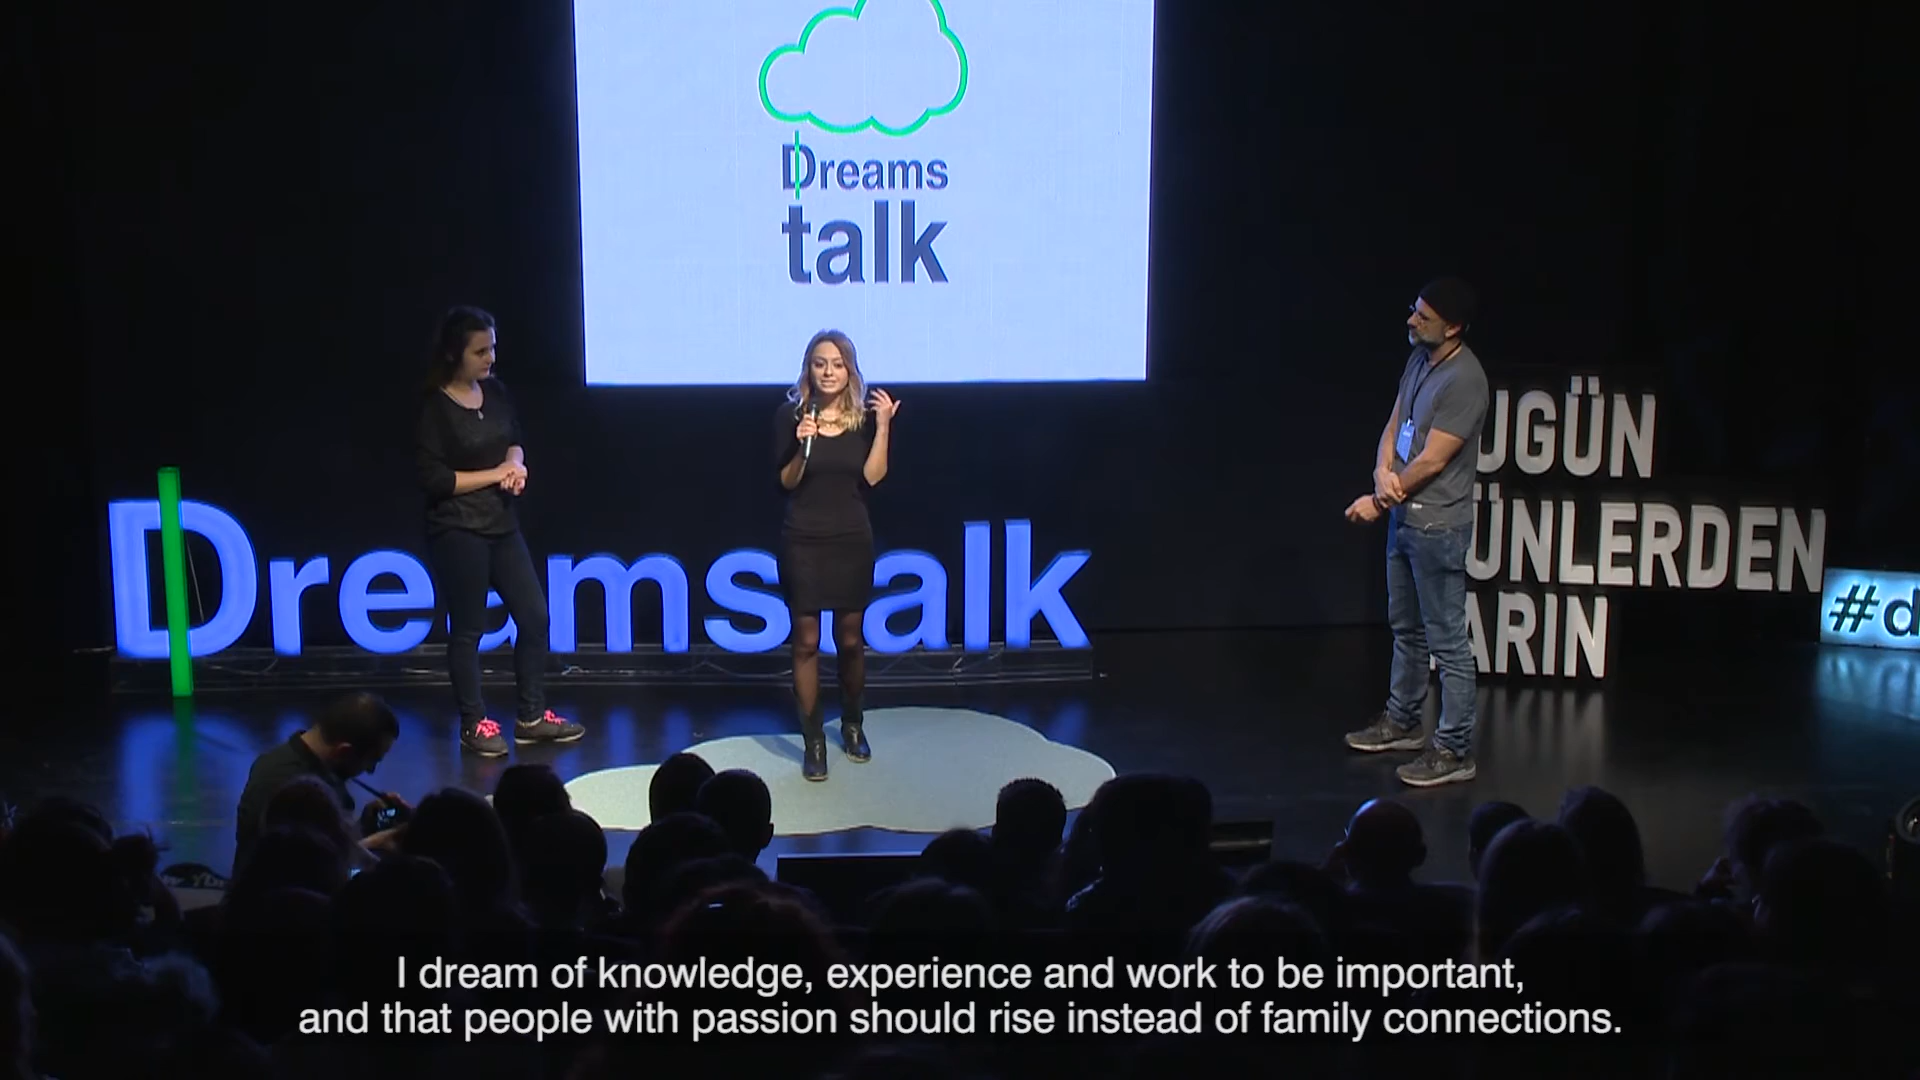 Dreams
talk
Dreamstalk
UGÜN
ÜNLERDEN
ARIN
#d
I dream of knowledge, experience and work to be important,
and that people with passion should rise instead of family connections.